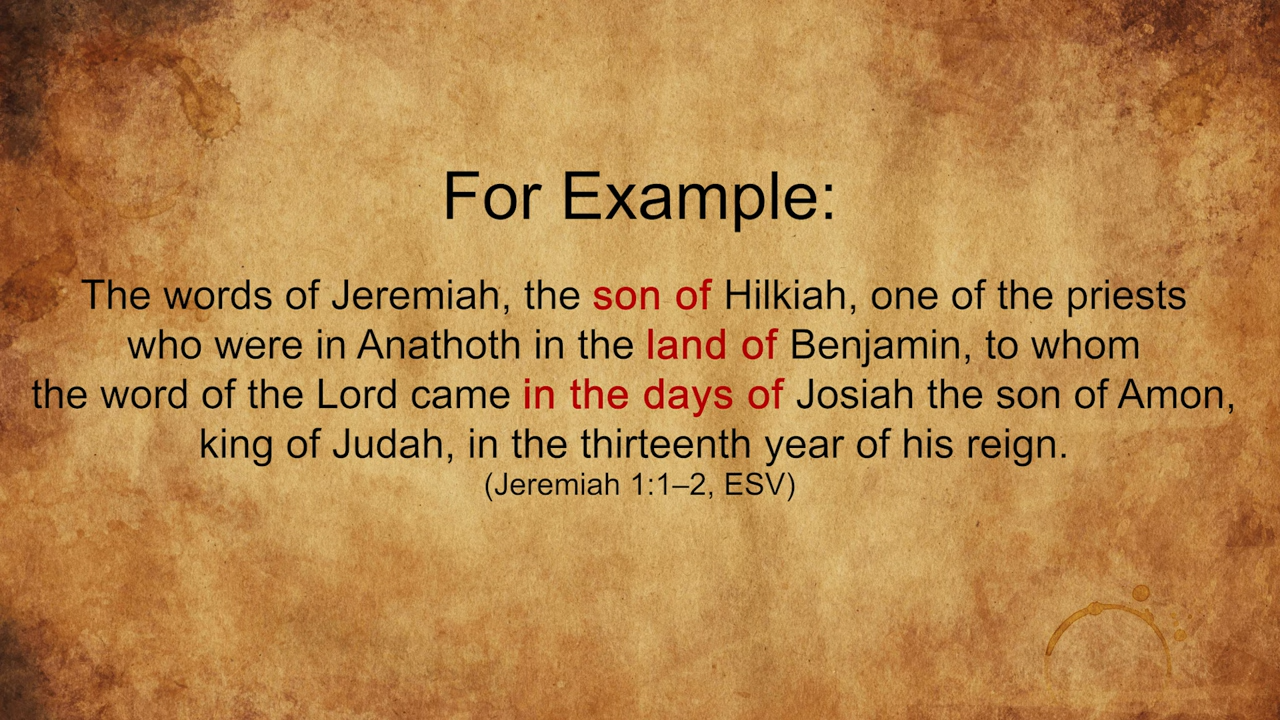 For Example:
The words of Jeremiah, the son of Hilkiah, one of the priests
who were in Anathoth in the land of Benjamin, to whom
the word of the Lord came in the days of Josiah the son of Amon,
king of Judah, in the thirteenth year of his reign.
(Jeremiah 1:1–2, ESV)